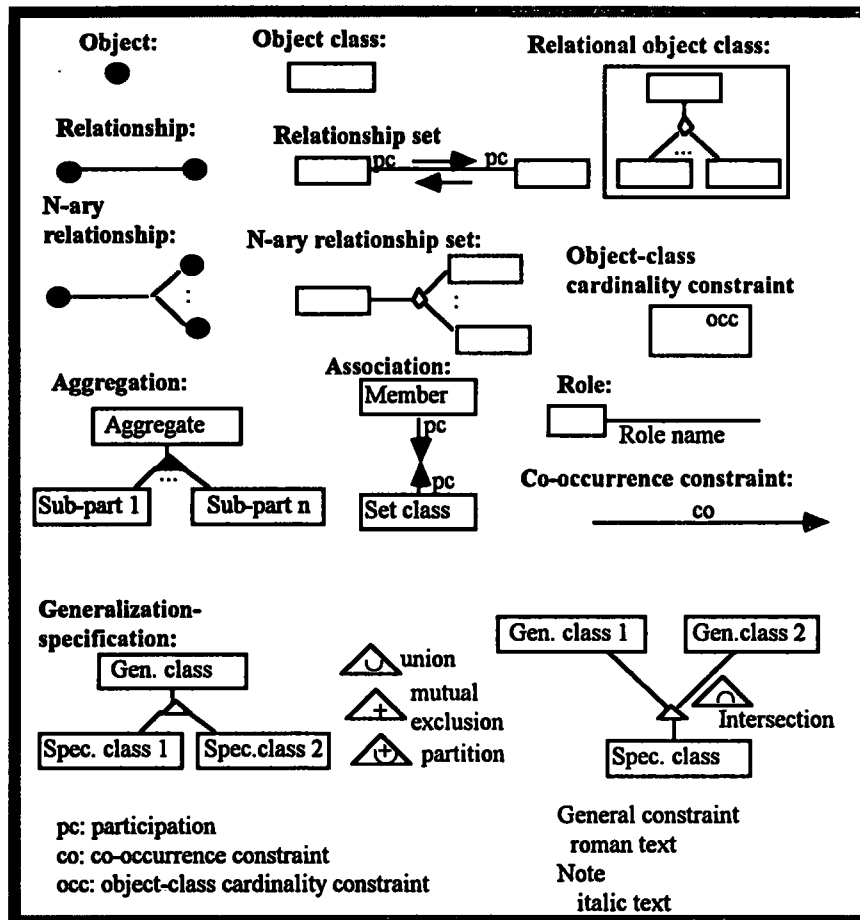 Object:
Object class:
Relational object class:
...
Relationship:
Relationship set
pc
pc
N-ary
relationship:
:
N-ary relationship set:
:
Object-class
cardinality constraint
occ
Aggregation:
Aggregate
...
Sub-part 1
Sub-part n
Association:
Member
pc
pc
Set class
Role:
Role name
Co-occurrence constraint:
co
Generalization-
specification:
Gen. class
Spec. class 1
Spec.class 2
union
mutual
exclusion
partition
Gen. class 1
Gen.class 2
Intersection
Spec. class
pc: participation
co: co-occurrence constraint
occ: object-class cardinality constraint
General constraint
roman text
Note
italic text